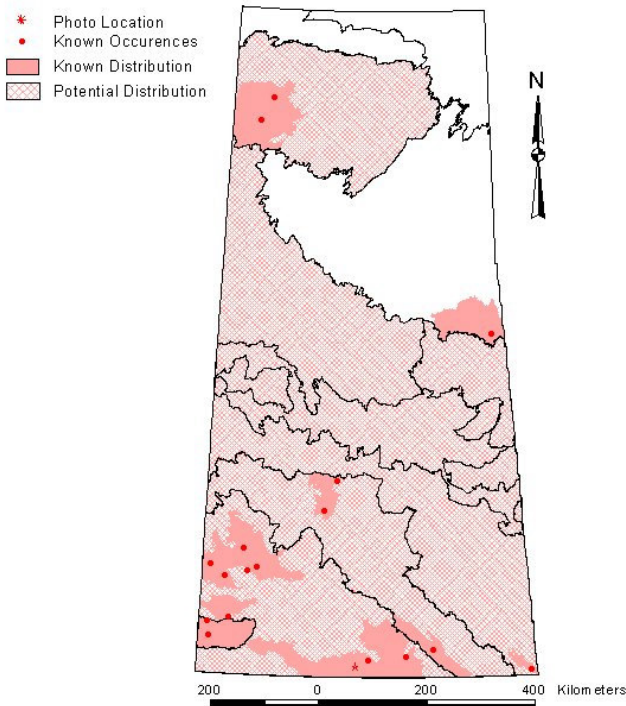 Photo Location
Known Occurences
Known Distribution
Potential Distribution
N
200 0 200 400 Kilometers